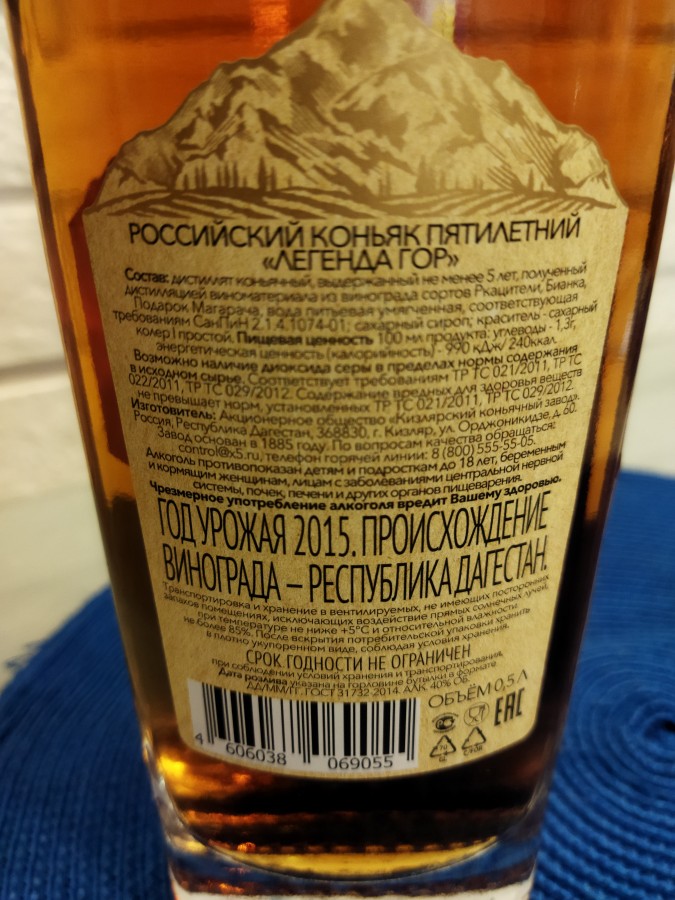 РОССИЙСКИЙ КОНЬЯК ПЯТИЛЕТНИЙ
«ЛЕГЕНДА ГОР»
Состав: дистиллят коньячный, выдержанный не менее 5 лет, полученный
дистилляцией виноматериала из винограда сортов Ркацители, Бианка,
Подарок Магарача, вода питьевая умягченная, соответствующая
требованиям СанПиН 2.1.4.1074-01; сахарный сироп; краситель - сахарный
колер I простой. Пищевая ценность 100 мл продукта: углеводы - 1,3г,
энергетическая ценность (калорийность) - 990 кДж/ 240ккал.
Возможно наличие диоксида серы в пределах нормы содержания
в исходном сырье. Соответствует требованиям ТР ТС 021/2011, ТР ТС
022/2011, ТР ТС 029/2012. Содержание вредных для здоровья веществ
не превышает норм, установленных ТР ТС 021/2011, ТР ТС 029/2012.
Изготовитель: Акционерное общество «Кизлярский коньячный завод».
Россия, Республика Дагестан, 368830, г. Кизляр, ул. Орджоникидзе, д. 60.
Завод основан в 1885 году. По вопросам качества обращаться:
control@x5.ru, телефон горячей линии: 8 (800) 555-55-05.
Алкоголь противопоказан детям и подросткам до 18 лет, беременным
и кормящим женщинам, лицам с заболеваниями центральной нервной
системы, почек, печени и других органов пищеварения.
Чрезмерное употребление алкоголя вредит Вашему здоровью.
ГОД УРОЖАЯ 2015. ПРОИСХОЖДЕНИЕ
ВИНОГРАДА – РЕСПУБЛИКА ДАГЕСТАН.
Транспортировка и хранение в вентилируемых, не имеющих посторонних
запахов помещениях, исключающих воздействие прямых солнечных лучей,
при температуре не ниже +5°С и относительной влажности
не более 85%. После вскрытия потребительской упаковки хранить
в плотно укупоренном виде, соблюдая условия хранения.
СРОК ГОДНОСТИ НЕ ОГРАНИЧЕН
при соблюдении условий хранения и транспортирования.
Дата розлива указана на горловине бутылки в формате
ДД/ММ/ГГ. ГОСТ 31732-2014. АЛК. 40% ОБ.
ОБЪЁМ 0,5 Л
EAC
4 606038 069055